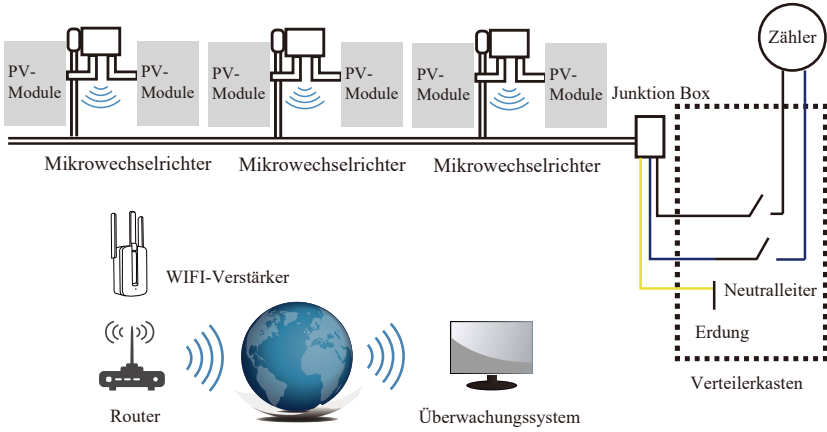 Zähler
PV-
Module
PV-
Module
PV-
Module
PV-
Module
PV-
Module
PV-
Module
Junktion Box
Mikrowechselrichter
Mikrowechselrichter
Mikrowechselrichter
WIFI-Verstärker
Neutralleiter
Erdung
Verteilerkasten
Router
Überwachungssystem